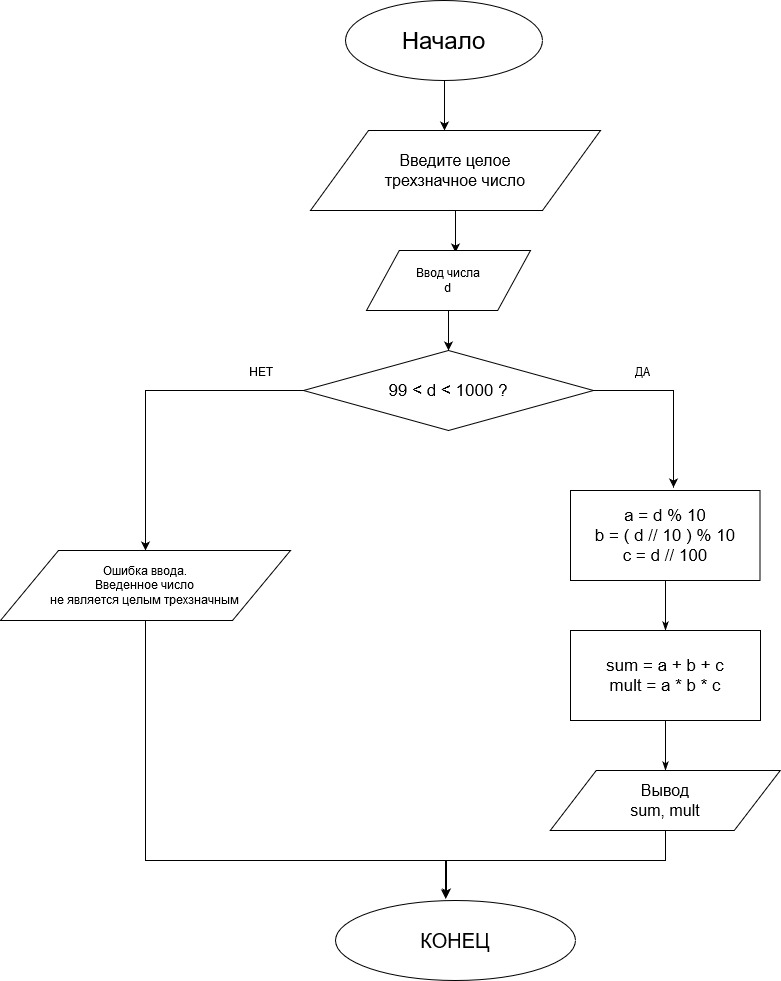 Начало
Введите целое
трехзначное число
Ввод числа
d
НЕТ
99 < d < 1000 ?
ДА
a = d % 10
b = ( d // 10 ) % 10
c = d // 100
Ошибка ввода.
Введенное число
не является целым трехзначным
sum = a + b + c
mult = a * b * c
Вывод
sum, mult
КОНЕЦ